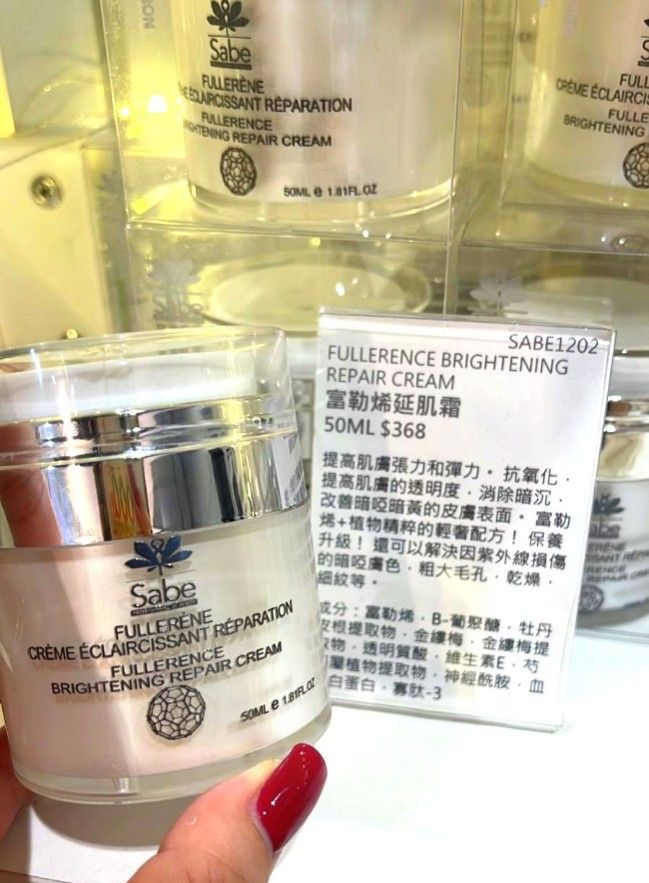 Sabe
FULLERÈNE
ÉCLAIRCISSANT RÉPARATION
FULLERENCE
BRIGHTENING REPAIR CREAM
50ML e 1.81FL.OZ
CRÈME
BRIGHTENING
SABE1202
FULLERENCE BRIGHTENING
REPAIR CREAM
富勒烯延肌霜
50ML $368
提高肌膚張力和彈力。抗氧化．
提高肌膚的透明度．消除暗沉．
改善暗啞暗黃的皮膚表面。富勒
烯+植物精粹的輕奢配方！保養
升級！還可以解決因紫外線損傷
的暗啞膚色．粗大毛孔．乾燥．
細紋等。
成分：富勒烯．B-葡聚醣．牡丹
皮根提取物．金縷梅．金縷梅提
取物．透明質酸．維生素E．芍
植物提取物．神經酰胺．血
白蛋白．寡肽-3
Sabe
FULLERÈNE
CRÈME ÉCLAIRCISSANT RÉPARATION
FULLERENCE
BRIGHTENING REPAIR CREAM
50ML e 1.81FL.OZ